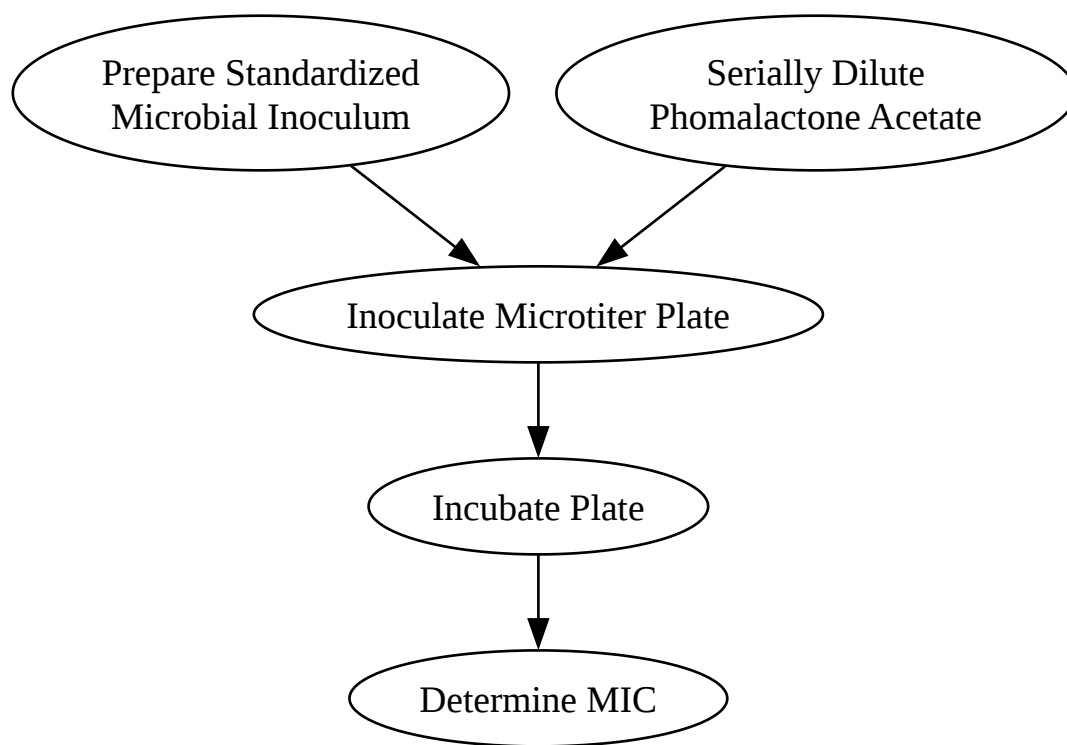 Prepare Standardized
Microbial Inoculum
Serially Dilute
Phomalactone Acetate
Inoculate Microtiter Plate
Incubate Plate
Determine MIC